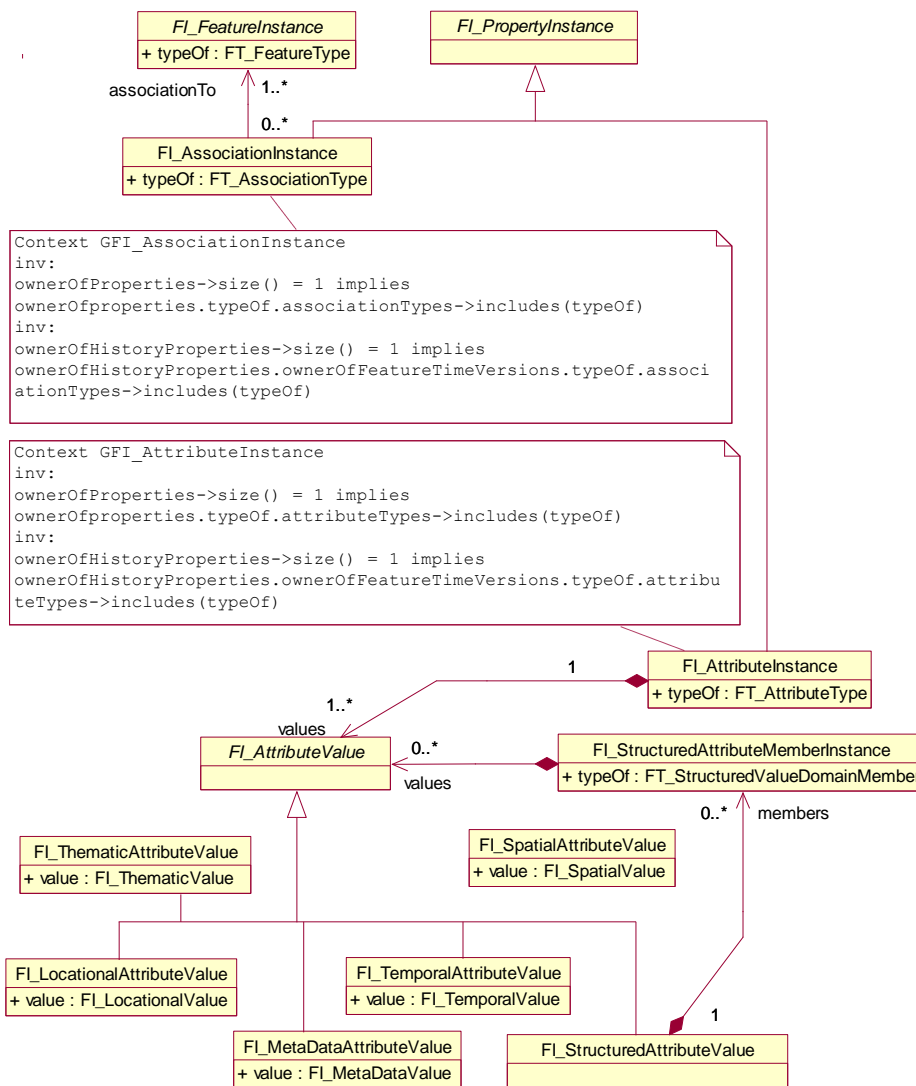 FI_FeatureInstance
+ typeOf : FT_FeatureType
FI_PropertyInstance
associationTo
1..*
0..*
FI_AssociationInstance
+ typeOf : FT_AssociationType
Context GFI_AssociationInstance
inv:
ownerOfProperties->size() = 1 implies
ownerOfproperties.typeOf.associationTypes->includes(typeOf)
inv:
ownerOfHistoryProperties->size() = 1 implies
ownerOfHistoryProperties.ownerOfFeatureTimeVersions.typeOf.associ
ationTypes->includes(typeOf)
Context GFI_AttributeInstance
inv:
ownerOfProperties->size() = 1 implies
ownerOfproperties.typeOf.attributeTypes->includes(typeOf)
inv:
ownerOfHistoryProperties->size() = 1 implies
ownerOfHistoryProperties.ownerOfFeatureTimeVersions.typeOf.attribu
teTypes->includes(typeOf)
FI_AttributeInstance
+ typeOf : FT_AttributeType
1
1..*
values
FI_AttributeValue
0..*
values
FI_StructuredAttributeMemberInstance
+ typeOf : FT_StructuredValueDomainMember
0..*
members
FI_ThematicAttributeValue
+ value : FI_ThematicValue
FI_SpatialAttributeValue
+ value : FI_SpatialValue
FI_LocationalAttributeValue
+ value : FI_LocationalValue
FI_TemporalAttributeValue
+ value : FI_TemporalValue
1
FI_MetaDataAttributeValue
+ value : FI_MetaDataValue
FI_StructuredAttributeValue